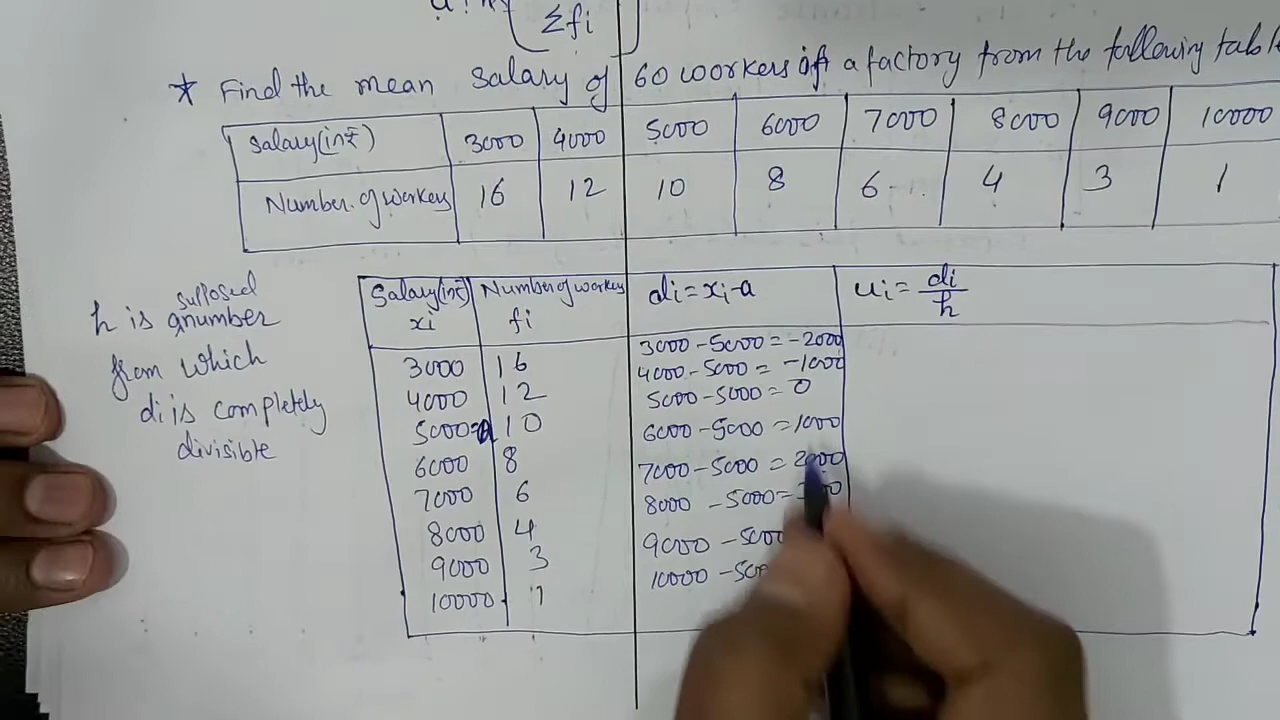 Σfi
* Find the mean salary of 60 workers of a factory from the following table
Salary(in₹) 3000 4000 5000 6000 7000 8000 9000 10000
Number of workers 16 12 10 8 6 4 3 1
h is supposed a number
from which
di is completely
divisible
Salary(in₹) xi Number of workers fi di=xi-a ui=di/h
3000 16 3000-5000=-2000
4000 12 4000-5000=-1000
5000=a 10 5000-5000=0
6000 8 6000-5000=1000
7000 6 7000-5000=2000
8000 4 8000-5000=
9000 3 9000-5000
10000 1 10000-500